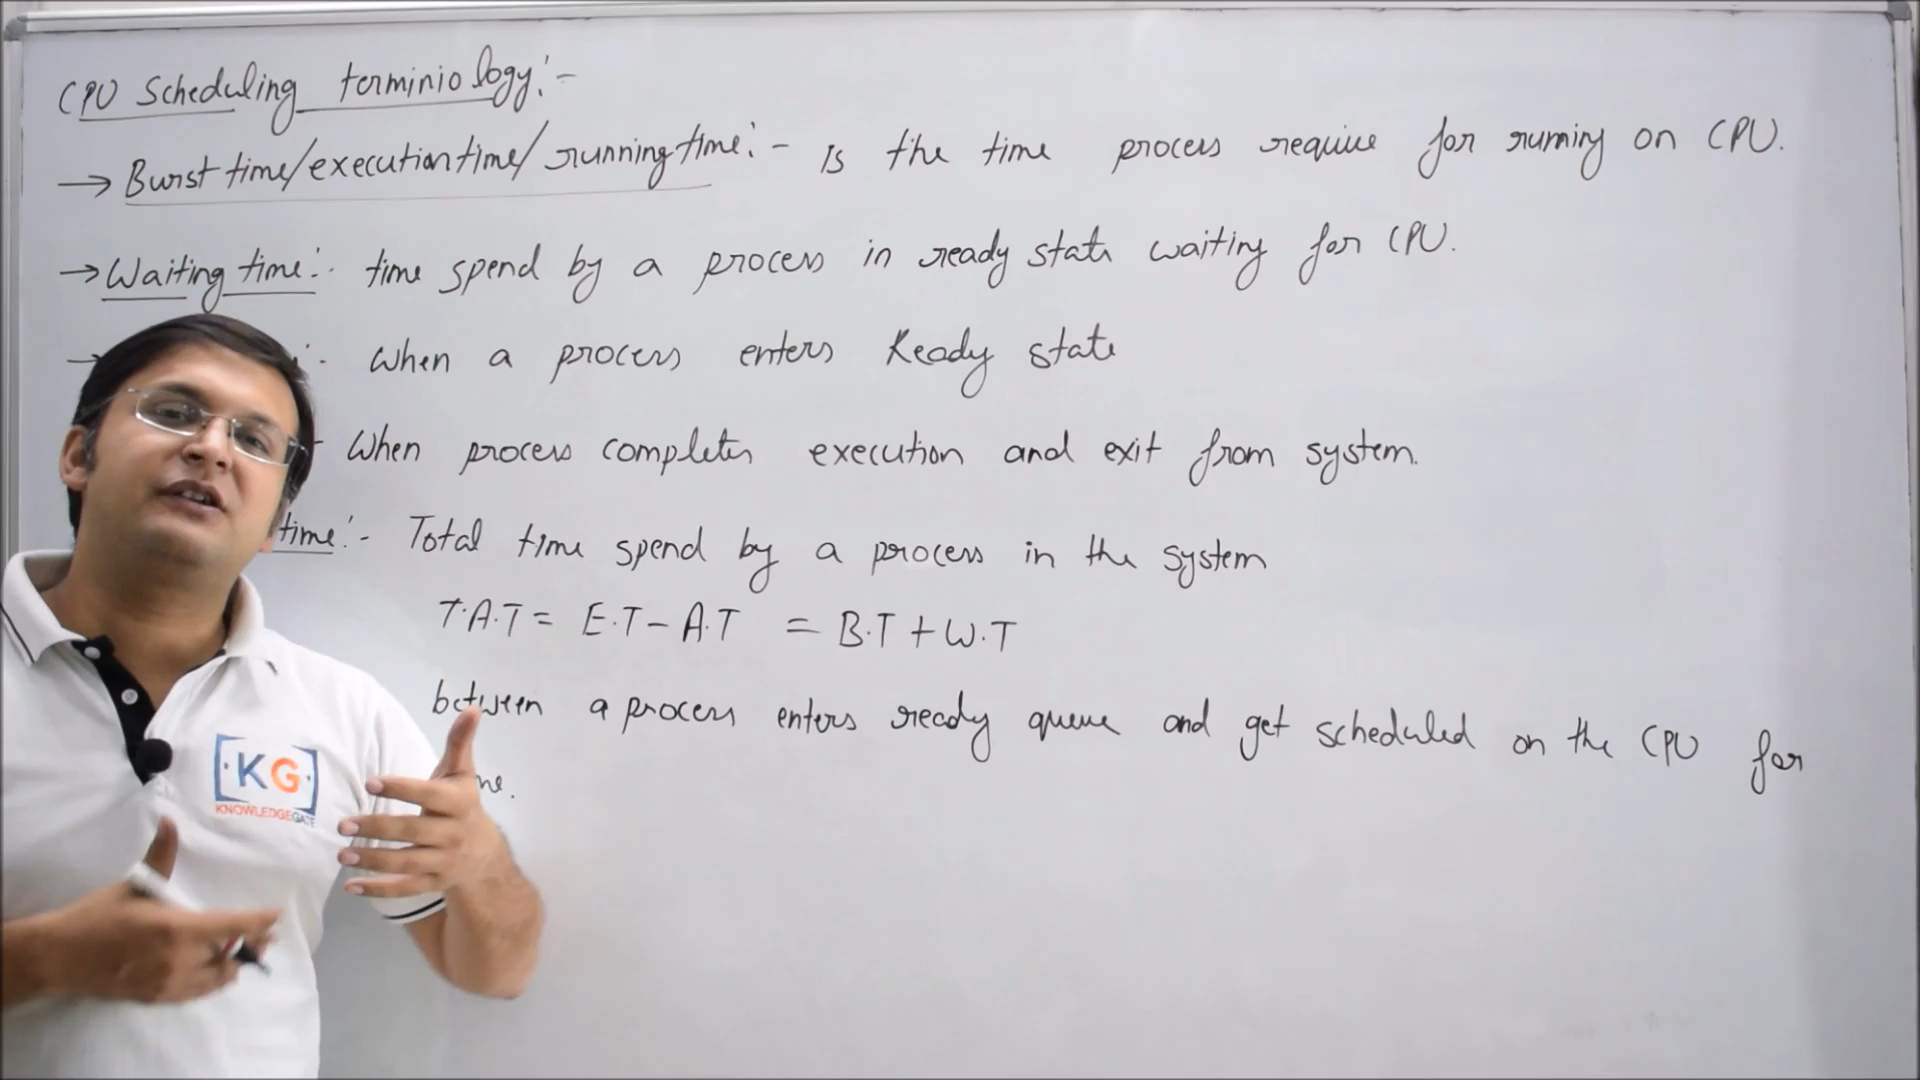 CPU Scheduling terminiology:-
→ Burst time/execution time/ running time:- is the time process require for running on CPU.
→ Waiting time:- time spend by a process in ready state waiting for CPU.
→ :- When a process enters Ready state
When process completes execution and exit from system.
time:- Total time spend by a process in the system
T.A.T = E.T - A.T = B.T + W.T
between a process enters ready queue and get scheduled on the CPU for
me.
KG
KNOWLEDGEGATE